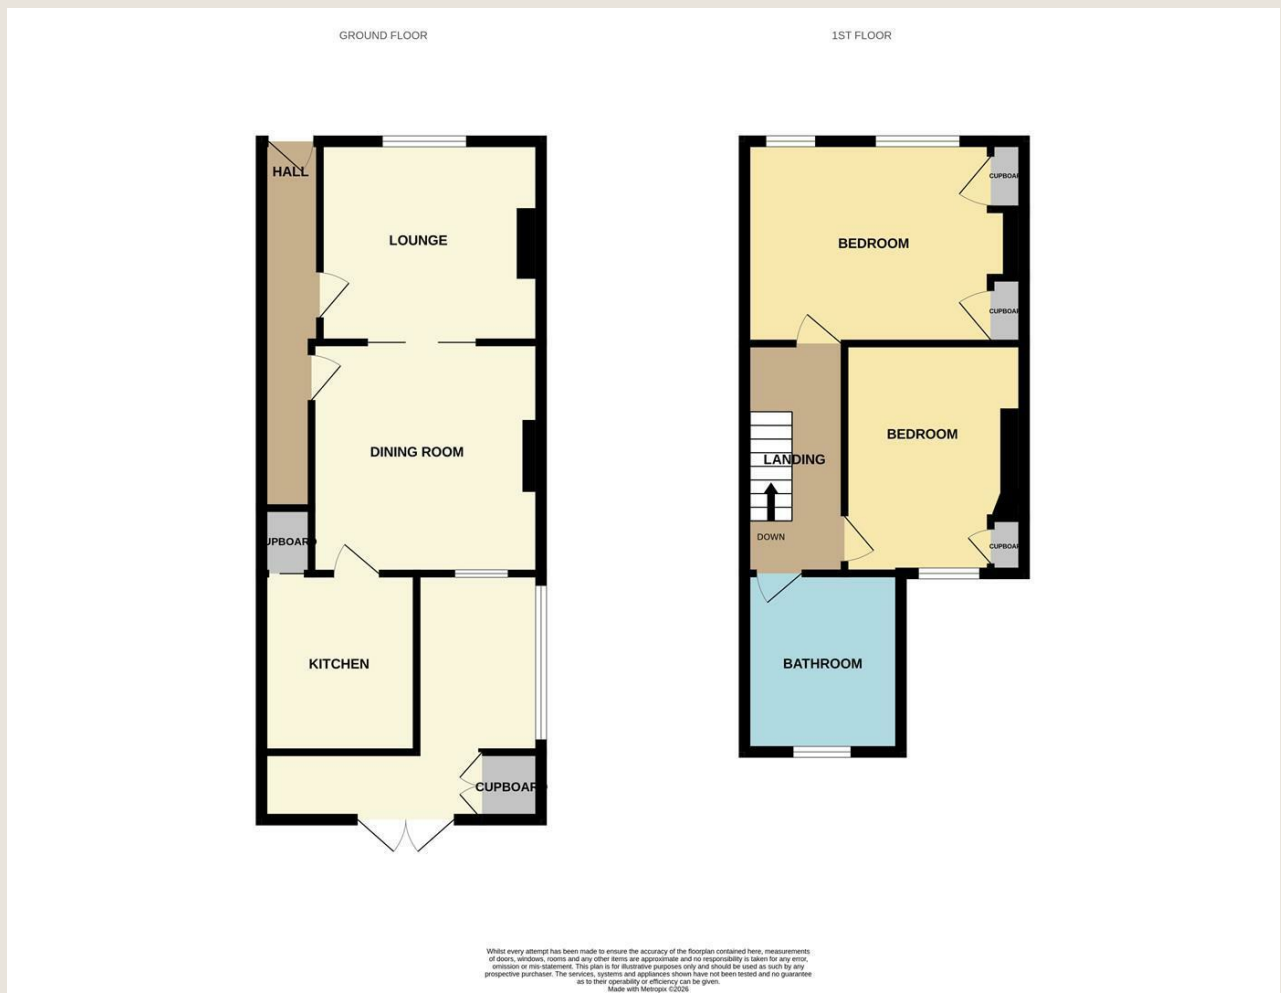 GROUND FLOOR
1ST FLOOR
HALL
LOUNGE
DINING ROOM
UPBOARD
KITCHEN
CUPBOARD
CUPBOAR
BEDROOM
CUPBOAR
BEDROOM
LANDING
DOWN
CUPBOAR
BATHROOM
Whilst every attempt has been made to ensure the accuracy of the floorplan contained here, measurements
of doors, windows, rooms and any other items are approximate and no responsibility is taken for any error,
omission or mis-statement. This plan is for illustrative purposes only and should be used as such by any
prospective purchaser. The services, systems and appliances shown have not been tested and no guarantee
as to their operability or efficiency can be given.
Made with Metropix ©2026